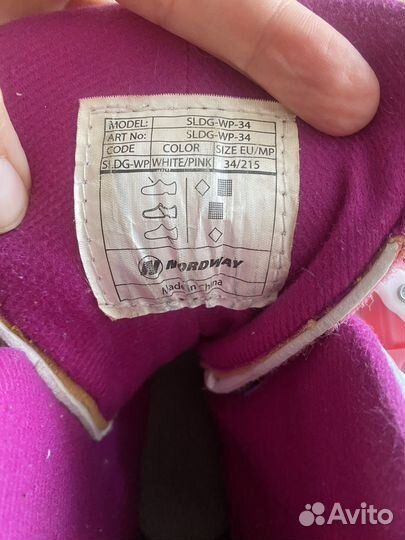 MODEL: SLDG-WP-34
ART No: SLDG-WP-34
CODE COLOR SIZE EU/MP
SLDG-WP WHITE/PINK 34/215
NORDWAY
Made in China
Avito